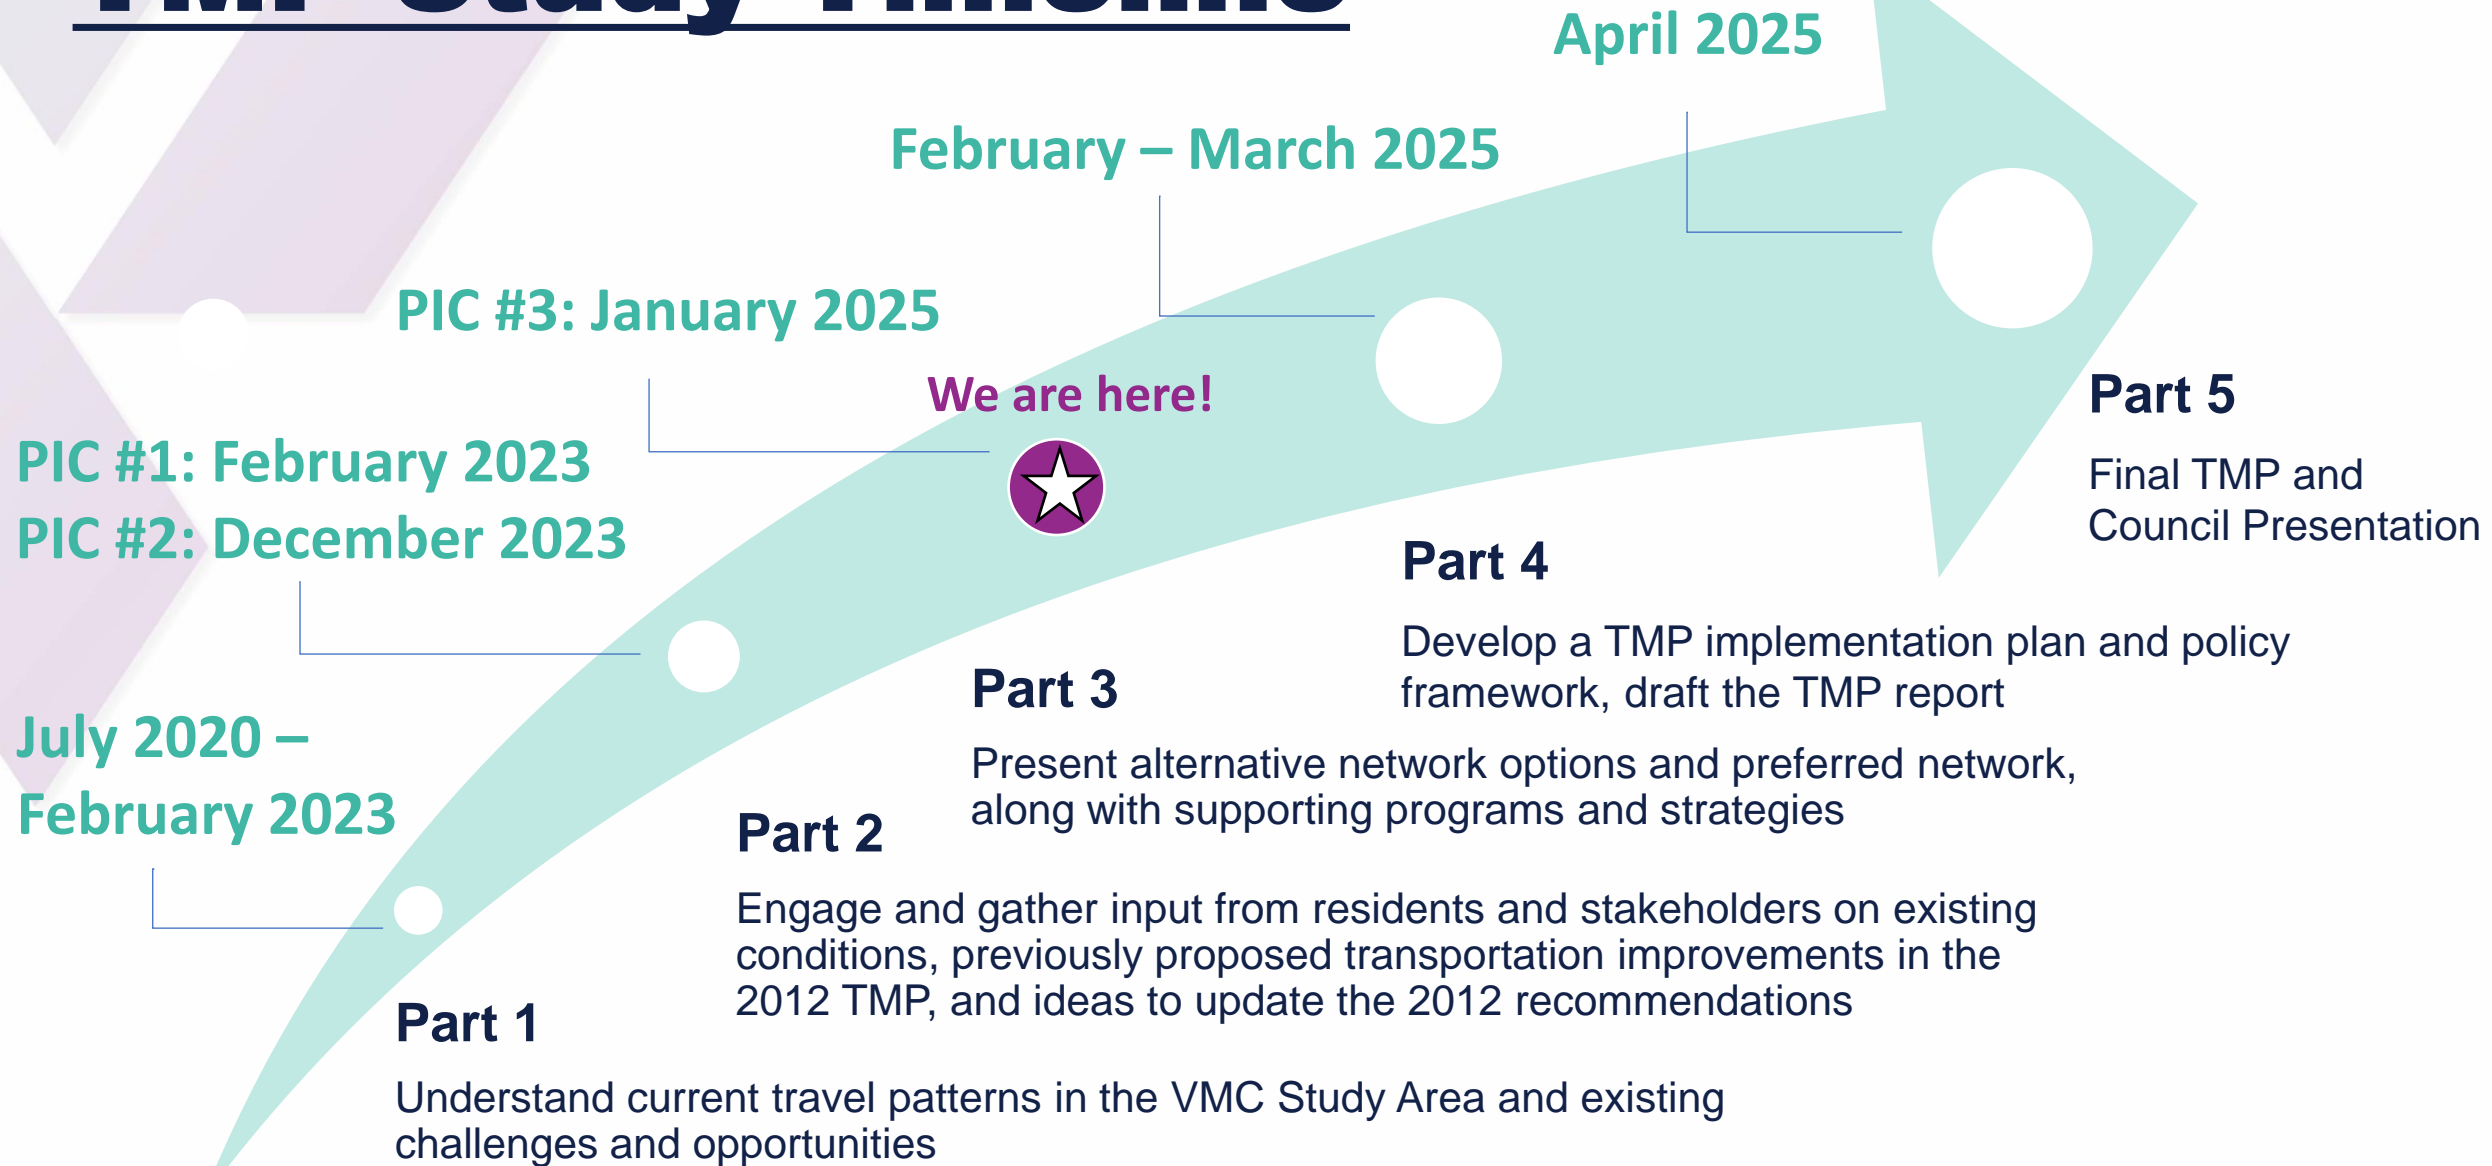 TMP Study Timeline
April 2025
February – March 2025
PIC #3: January 2025
We are here!
PIC #1: February 2023
PIC #2: December 2023
July 2020 –
February 2023
Part 5
Final TMP and
Council Presentation
Part 4
Develop a TMP implementation plan and policy
framework, draft the TMP report
Part 3
Present alternative network options and preferred network,
along with supporting programs and strategies
Part 2
Engage and gather input from residents and stakeholders on existing
conditions, previously proposed transportation improvements in the
2012 TMP, and ideas to update the 2012 recommendations
Part 1
Understand current travel patterns in the VMC Study Area and existing
challenges and opportunities